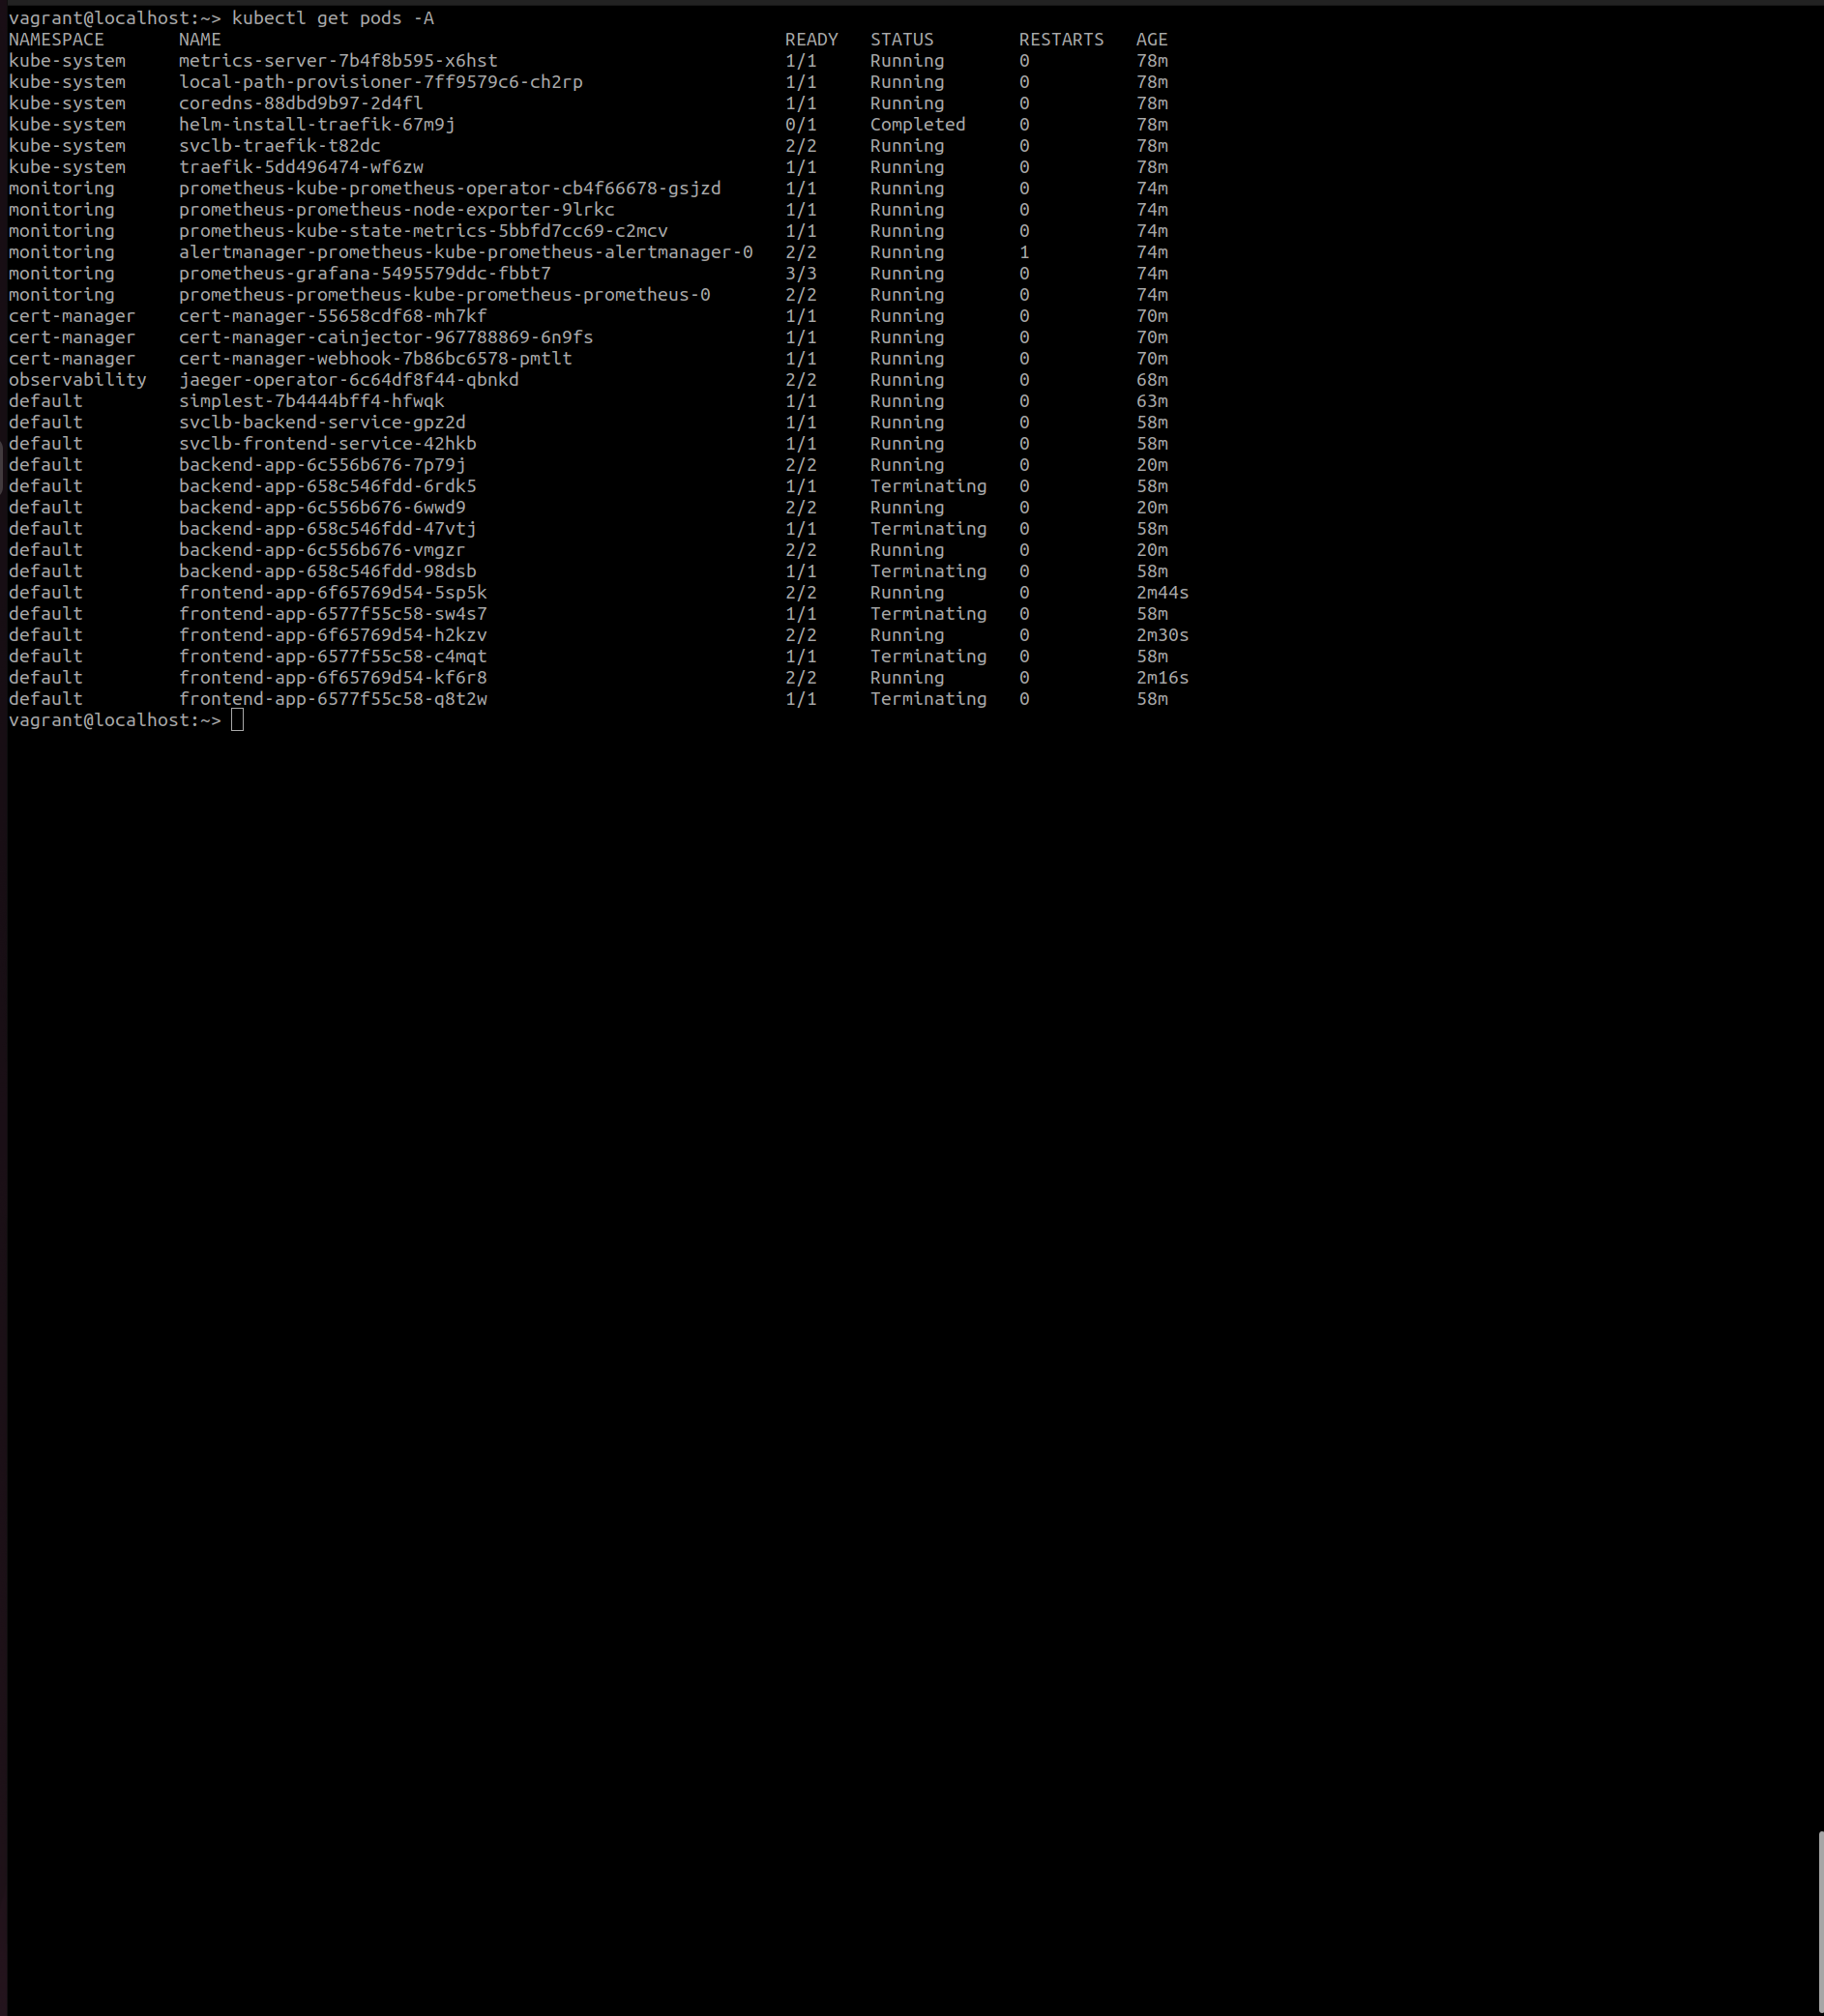 vagrant@localhost:~> kubectl get pods -A
NAMESPACE NAME READY STATUS RESTARTS AGE
kube-system metrics-server-7b4f8b595-x6hst 1/1 Running 0 78m
kube-system local-path-provisioner-7ff9579c6-ch2rp 1/1 Running 0 78m
kube-system coredns-88dbd9b97-2d4fl 1/1 Running 0 78m
kube-system helm-install-traefik-67m9j 0/1 Completed 0 78m
kube-system svclb-traefik-t82dc 2/2 Running 0 78m
kube-system traefik-5dd496474-wf6zw 1/1 Running 0 78m
monitoring prometheus-kube-prometheus-operator-cb4f66678-gsjzd 1/1 Running 0 74m
monitoring prometheus-prometheus-node-exporter-9lrkc 1/1 Running 0 74m
monitoring prometheus-kube-state-metrics-5bbfd7cc69-c2mcv 1/1 Running 0 74m
monitoring alertmanager-prometheus-kube-prometheus-alertmanager-0 2/2 Running 1 74m
monitoring prometheus-grafana-5495579ddc-fbbt7 3/3 Running 0 74m
monitoring prometheus-prometheus-kube-prometheus-prometheus-0 2/2 Running 0 74m
cert-manager cert-manager-55658cdf68-mh7kf 1/1 Running 0 70m
cert-manager cert-manager-cainjector-967788869-6n9fs 1/1 Running 0 70m
cert-manager cert-manager-webhook-7b86bc6578-pmtlt 1/1 Running 0 70m
observability jaeger-operator-6c64df8f44-qbnkd 2/2 Running 0 68m
default simplest-7b4444bff4-hfwqk 1/1 Running 0 63m
default svclb-backend-service-gpz2d 1/1 Running 0 58m
default svclb-frontend-service-42hkb 1/1 Running 0 58m
default backend-app-6c556b676-7p79j 2/2 Running 0 20m
default backend-app-658c546fdd-6rdk5 1/1 Terminating 0 58m
default backend-app-6c556b676-6wwd9 2/2 Running 0 20m
default backend-app-658c546fdd-47vtj 1/1 Terminating 0 58m
default backend-app-6c556b676-vmgzr 2/2 Running 0 20m
default backend-app-658c546fdd-98dsb 1/1 Terminating 0 58m
default frontend-app-6f65769d54-5sp5k 2/2 Running 0 2m44s
default frontend-app-6577f55c58-sw4s7 1/1 Terminating 0 58m
default frontend-app-6f65769d54-h2kzv 2/2 Running 0 2m30s
default frontend-app-6577f55c58-c4mqt 1/1 Terminating 0 58m
default frontend-app-6f65769d54-kf6r8 2/2 Running 0 2m16s
default frontend-app-6577f55c58-q8t2w 1/1 Terminating 0 58m
vagrant@localhost:~>